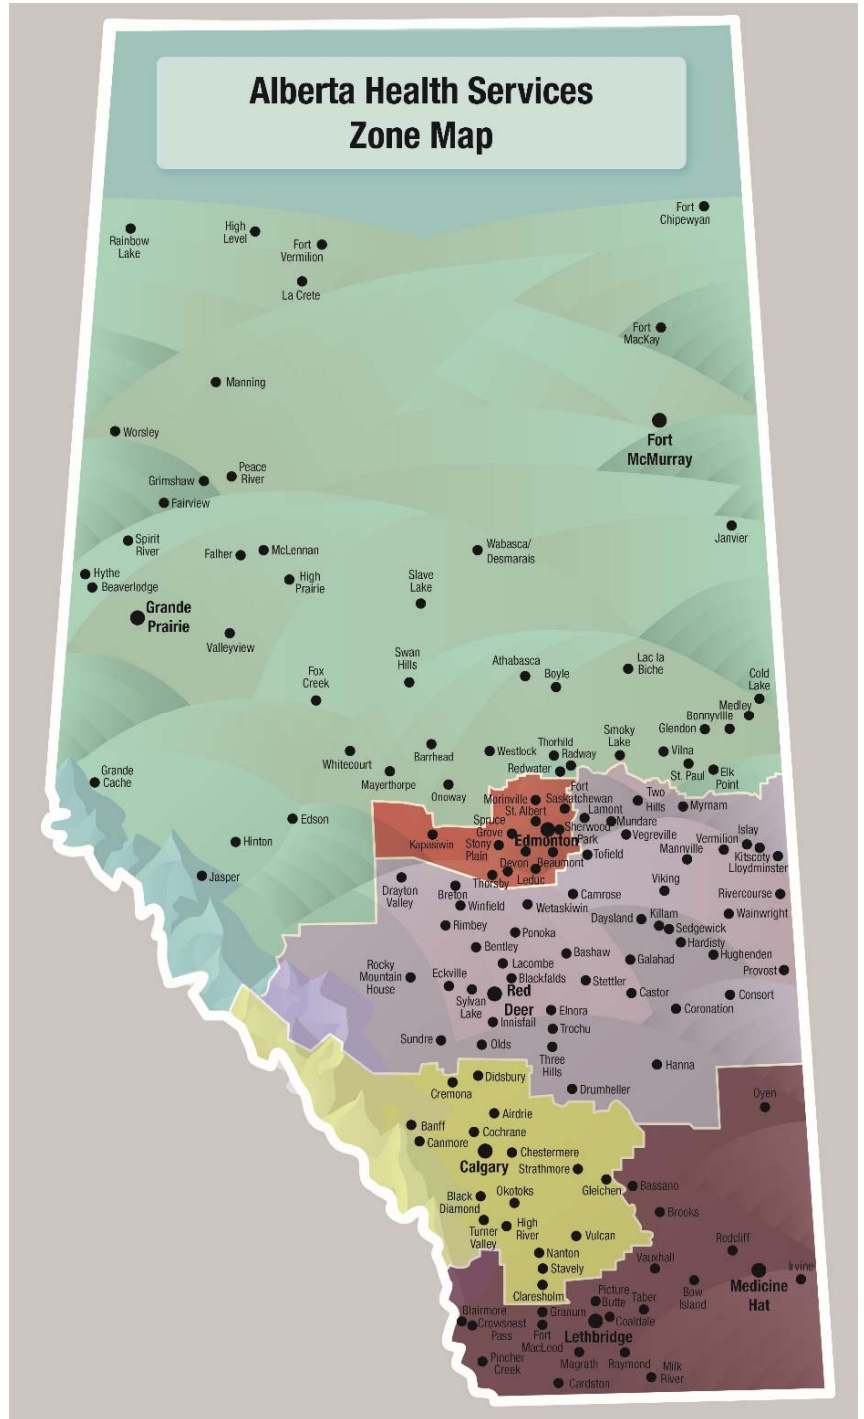 Alberta Health Services
Zone Map
Fort
Chipewyan
Rainbow
Lake
High
Level
Fort
Vermilion
La Crete
Fort
MacKay
Manning
Fort
McMurray
Worsley
Grimshaw
Peace
River
Fairview
Janvier
Spirit
River
Falher
McLennan
Wabasca/
Desmarais
Hythe
Beaverlodge
High
Prairie
Slave
Lake
Grande
Prairie
Valleyview
Fox
Creek
Swan
Hills
Athabasca
Boyle
Lac la
Biche
Cold
Lake
Medley
Bonnyville
Glendon
Whitecourt
Barrhead
Westlock
Thorhild
Radway
Redwater
Smoky
Lake
Vilna
St. Paul
Elk
Point
Grande
Cache
Mayerthorpe
Onoway
Morinville
Fort
Saskatchewan
St. Albert
Lamont
Two
Hills
Myrnam
Edson
Hinton
Jasper
Kapasiwin
Spruce
Grove
Stony
Plain
Edmonton
Sherwood
Park
Mundare
Vegreville
Devon
Beaumont
Tofield
Thorsby
Leduc
Mannville
Vermilion
Islay
Kitscoty
Lloydminster
Drayton
Valley
Breton
Winfield
Wetaskiwin
Camrose
Viking
Rivercourse
Rimbey
Ponoka
Daysland
Killam
Sedgewick
Wainwright
Hardisty
Bentley
Bashaw
Galahad
Hughenden
Provost
Rocky
Mountain
House
Eckville
Lacombe
Blackfalds
Sylvan
Lake
Red
Deer
Stettler
Castor
Consort
Coronation
Innisfail
Elnora
Trochu
Sundre
Olds
Three
Hills
Hanna
Didsbury
Cremona
Drumheller
Oyen
Airdrie
Banff
Canmore
Cochrane
Calgary
Chestermere
Strathmore
Gleichen
Bassano
Black
Diamond
Okotoks
Brooks
Turner
Valley
High
River
Vulcan
Redcliff
Nanton
Stavely
Claresholm
Vauxhall
Medicine
Hat
Irvine
Bow
Island
Picture
Butte
Taber
Granum
Blairmore
Crowsnest
Pass
Fort
MacLeod
Coaldale
Lethbridge
Pincher
Creek
Magrath
Raymond
Milk
River
Cardston